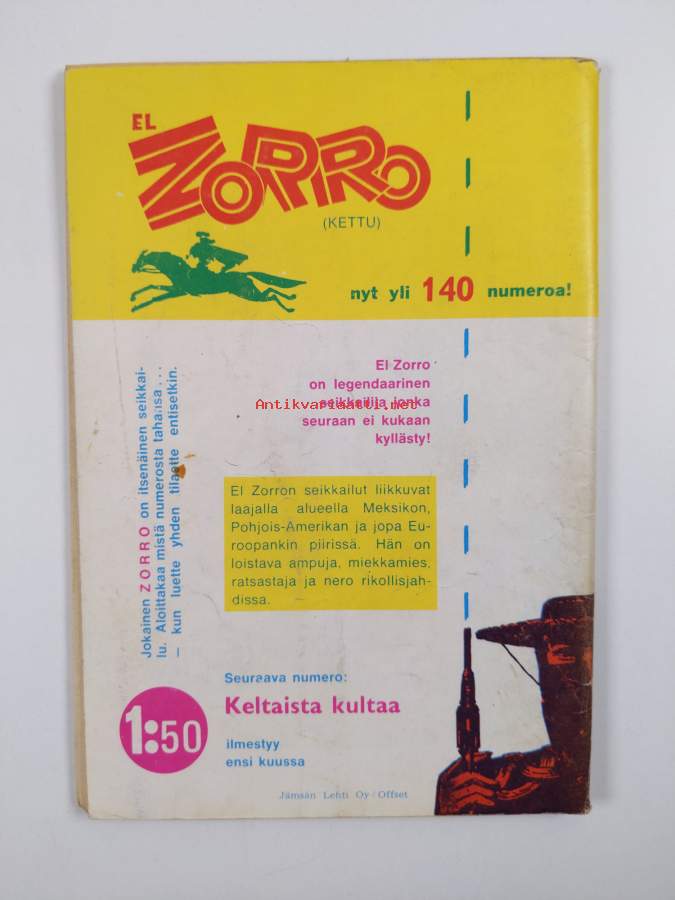 EL
ZORRO
(KETTU)
nyt yli 140 numeroa!
El Zorro
on legendaarinen
seikkailija jonka
seuraan ei kukaan
kyllästy!
Antikvariaatti.net
Jokainen ZORRO on itsenäinen seikkai-
lu. Aloittakaa mistä numerosta tahansa...
— kun luette yhden tilaatte entisetkin.
El Zorron seikkailut liikkuvat
laajalla alueella Meksikon,
Pohjois-Amerikan ja jopa Eu-
roopankin piirissä. Hän on
loistava ampuja, miekkamies,
ratsastaja ja nero rikollisjah-
dissa.
Seuraava numero:
Keltaista kultaa
1:50
ilmestyy
ensi kuussa
Jämsän Lehti Oy / Offset